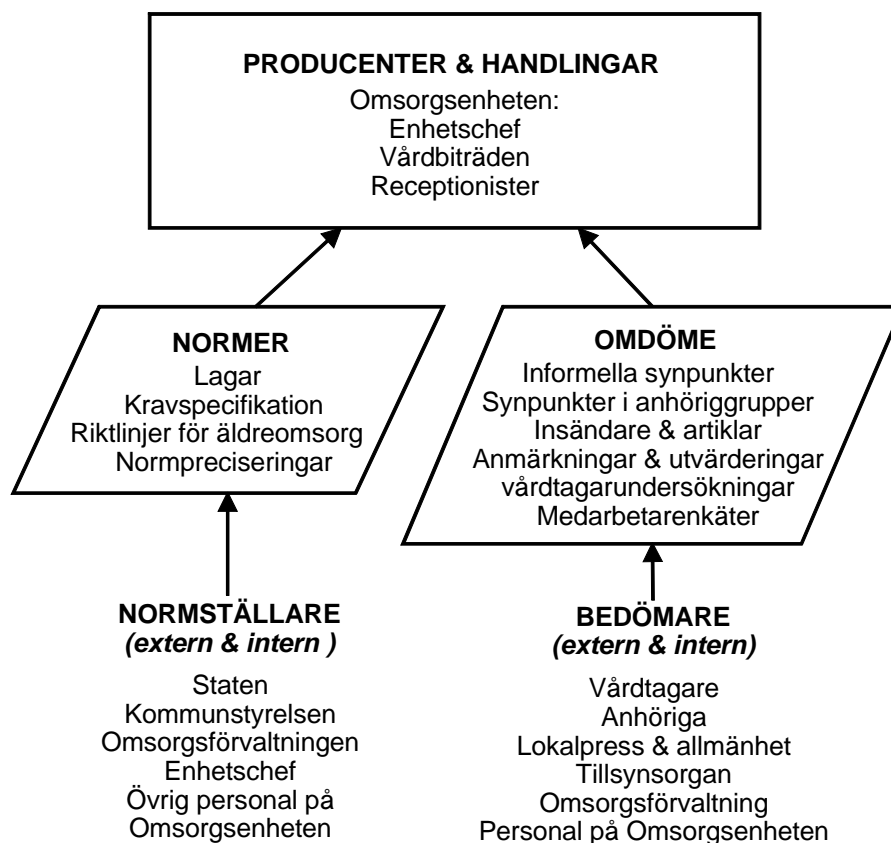 PRODUCENTER & HANDLINGAR
Omsorgsenheten:
Enhetschef
Vårdbiträden
Receptionister
NORMER
Lagar
Kravspecifikation
Riktlinjer för äldreomsorg
Normpreciseringar
OMDÖME
Informella synpunkter
Synpunkter i anhöriggrupper
Insändare & artiklar
Anmärkningar & utvärderingar
vårdtagarundersökningar
Medarbetarenkäter
NORMSTÄLLARE
(extern & intern )
Staten
Kommunstyrelsen
Omsorgsförvaltningen
Enhetschef
Övrig personal på
Omsorgsenheten
BEDÖMARE
(extern & intern)
Vårdtagare
Anhöriga
Lokalpress & allmänhet
Tillsynsorgan
Omsorgsförvaltning
Personal på Omsorgsenheten